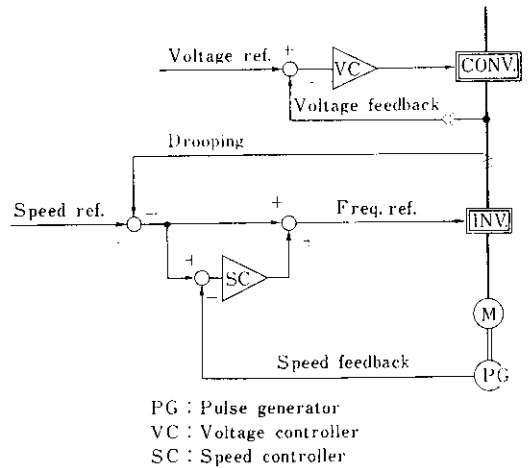 Voltage ref.
+
-
VC
CONV.
Voltage feedback
Drooping
Speed ref.
-
+
Freq. ref.
INV.
+
SC
-
M
Speed feedback
PG
PG : Pulse generator
VC : Voltage controller
SC : Speed controller